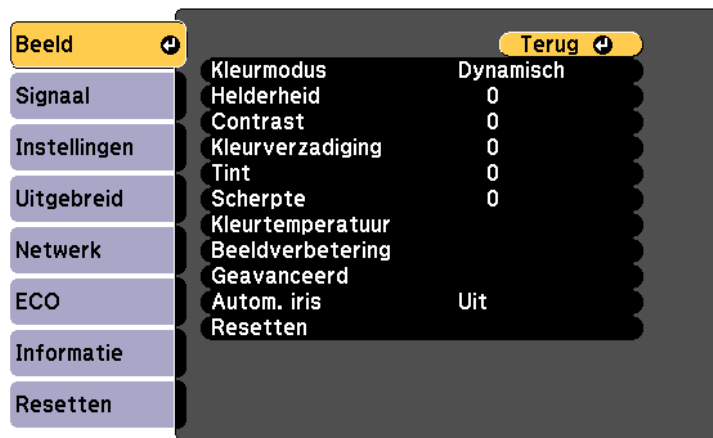 Beeld
Signaal
Instellingen
Uitgebreid
Netwerk
ECO
Informatie
Resetten
Terug
Kleurmodus Dynamisch
Helderheid 0
Contrast 0
Kleurverzadiging 0
Tint 0
Scherpte 0
Kleurtemperatuur
Beeldverbetering
Geavanceerd
Autom. iris Uit
Resetten